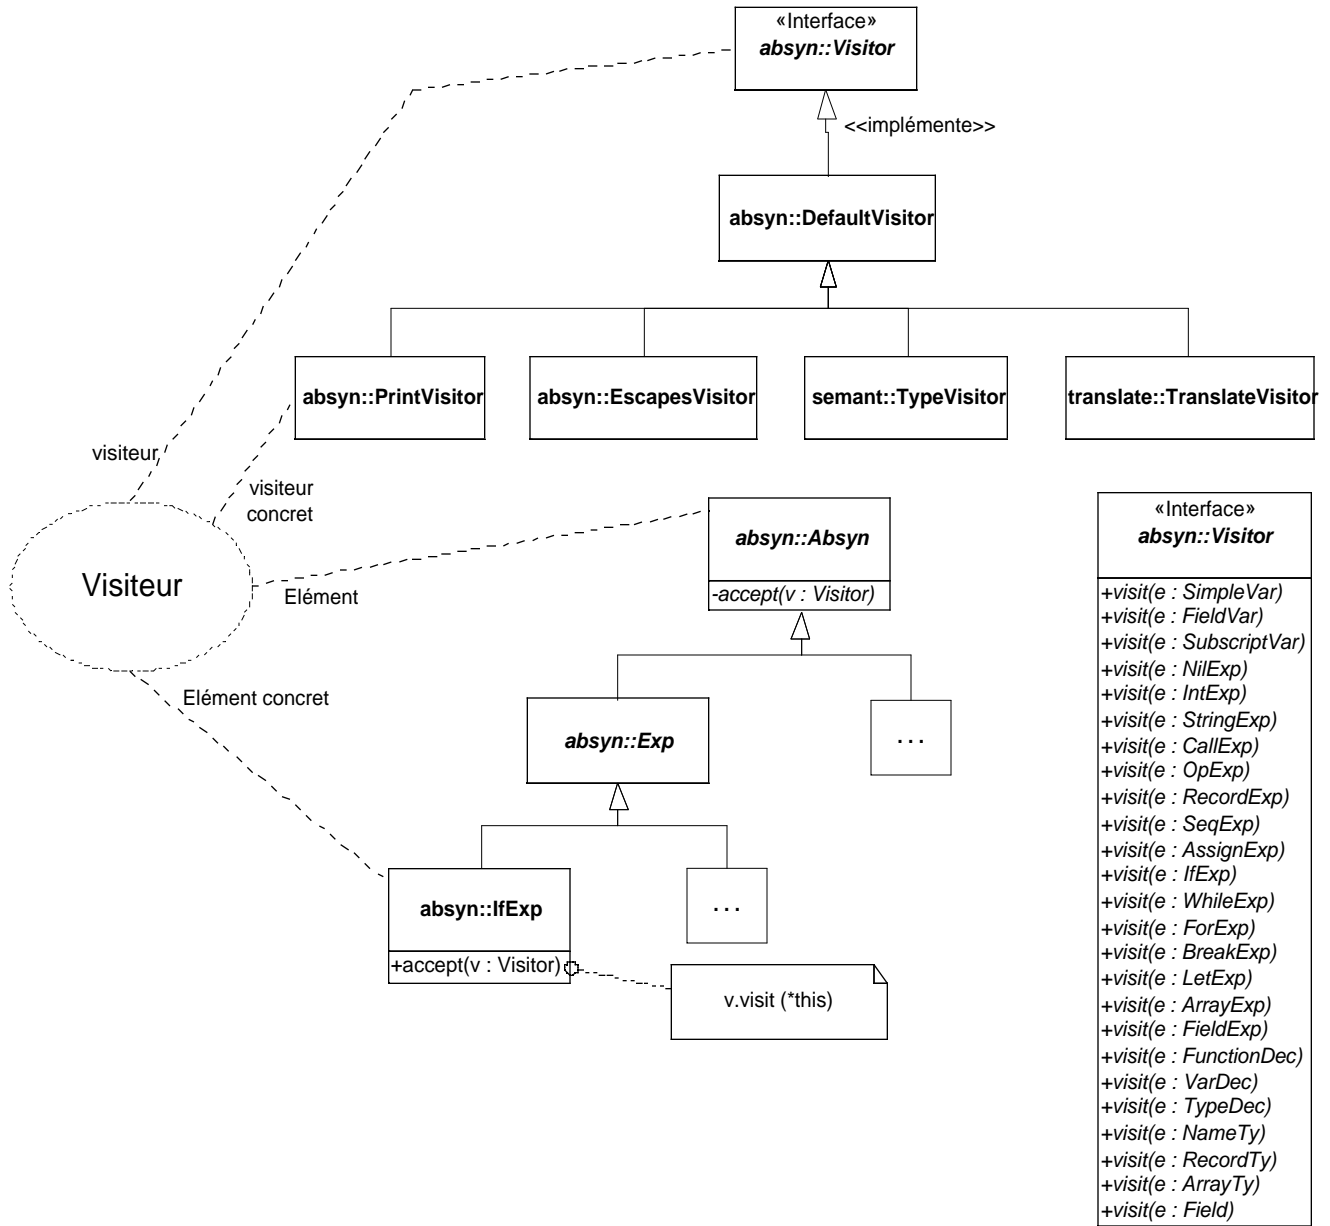 «Interface»
absyn::Visitor
<<implémente>>
absyn::DefaultVisitor
absyn::PrintVisitor
absyn::EscapesVisitor
semant::TypeVisitor
translate::TranslateVisitor
visiteur
visiteur
concret
Visiteur
Elément
Elément concret
absyn::Absyn
-accept(v : Visitor)
absyn::Exp
...
absyn::IfExp
+accept(v : Visitor)
...
v.visit (*this)
«Interface»
absyn::Visitor
+visit(e : SimpleVar)
+visit(e : FieldVar)
+visit(e : SubscriptVar)
+visit(e : NilExp)
+visit(e : IntExp)
+visit(e : StringExp)
+visit(e : CallExp)
+visit(e : OpExp)
+visit(e : RecordExp)
+visit(e : SeqExp)
+visit(e : AssignExp)
+visit(e : IfExp)
+visit(e : WhileExp)
+visit(e : ForExp)
+visit(e : BreakExp)
+visit(e : LetExp)
+visit(e : ArrayExp)
+visit(e : FieldExp)
+visit(e : FunctionDec)
+visit(e : VarDec)
+visit(e : TypeDec)
+visit(e : NameTy)
+visit(e : RecordTy)
+visit(e : ArrayTy)
+visit(e : Field)